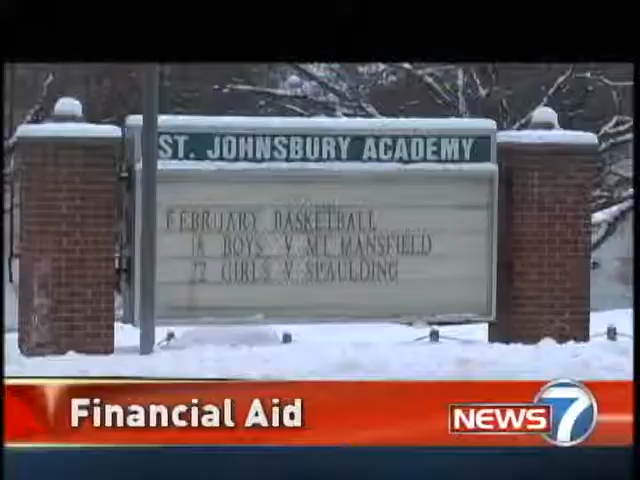 ST. JOHNSBURY ACADEMY
FEBRUARY BASKETBALL
18 BOYS V MT. MANSFIELD
22 GIRLS V SPAULDING
Financial Aid
NEWS 7